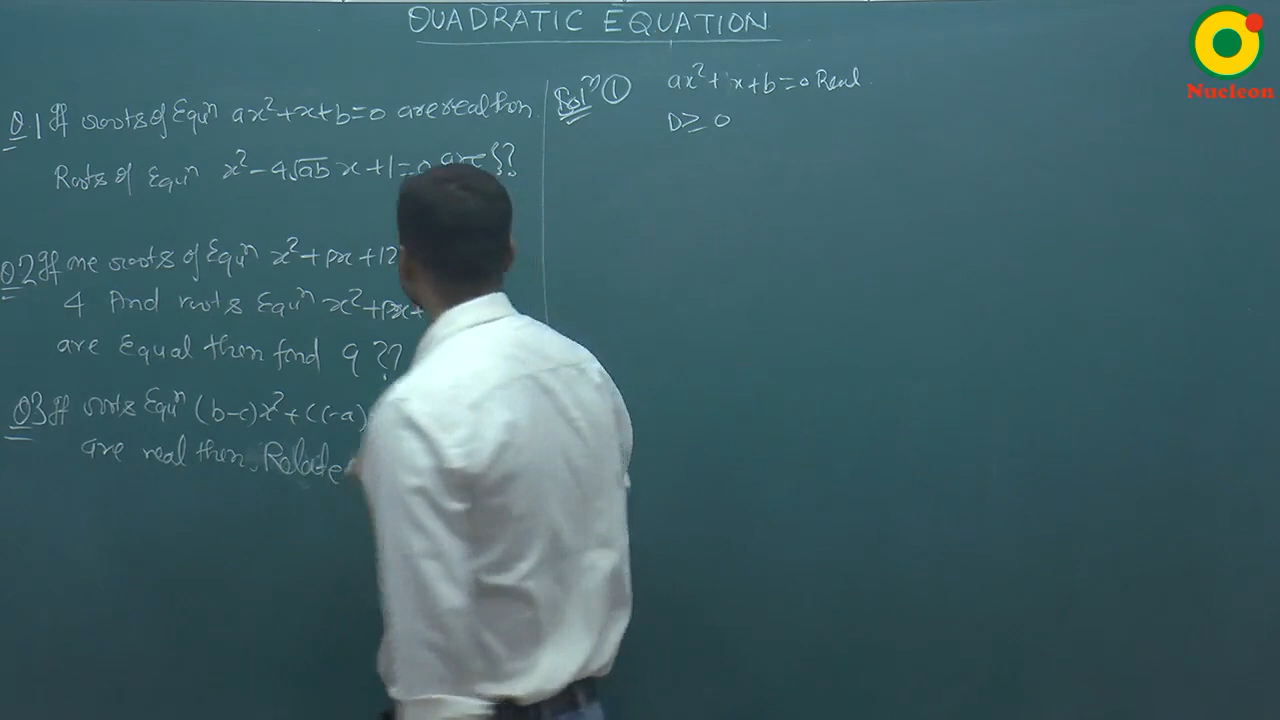 QUADRATIC EQUATION
Nucleon
Q.1 If roots of Equⁿ ax²+x+b=0 are real then
Roots of Equⁿ x²-4√ab x+1=0 are ??
Q2 If one roots of Equⁿ x²+px+12
4 And roots Equⁿ x²+px+
are Equal then find q ??
Q3 If roots Equⁿ (b-c)x²+(c-a)
are real then Relate
Solⁿ ① ax²+x+b=0 Real
D≥0